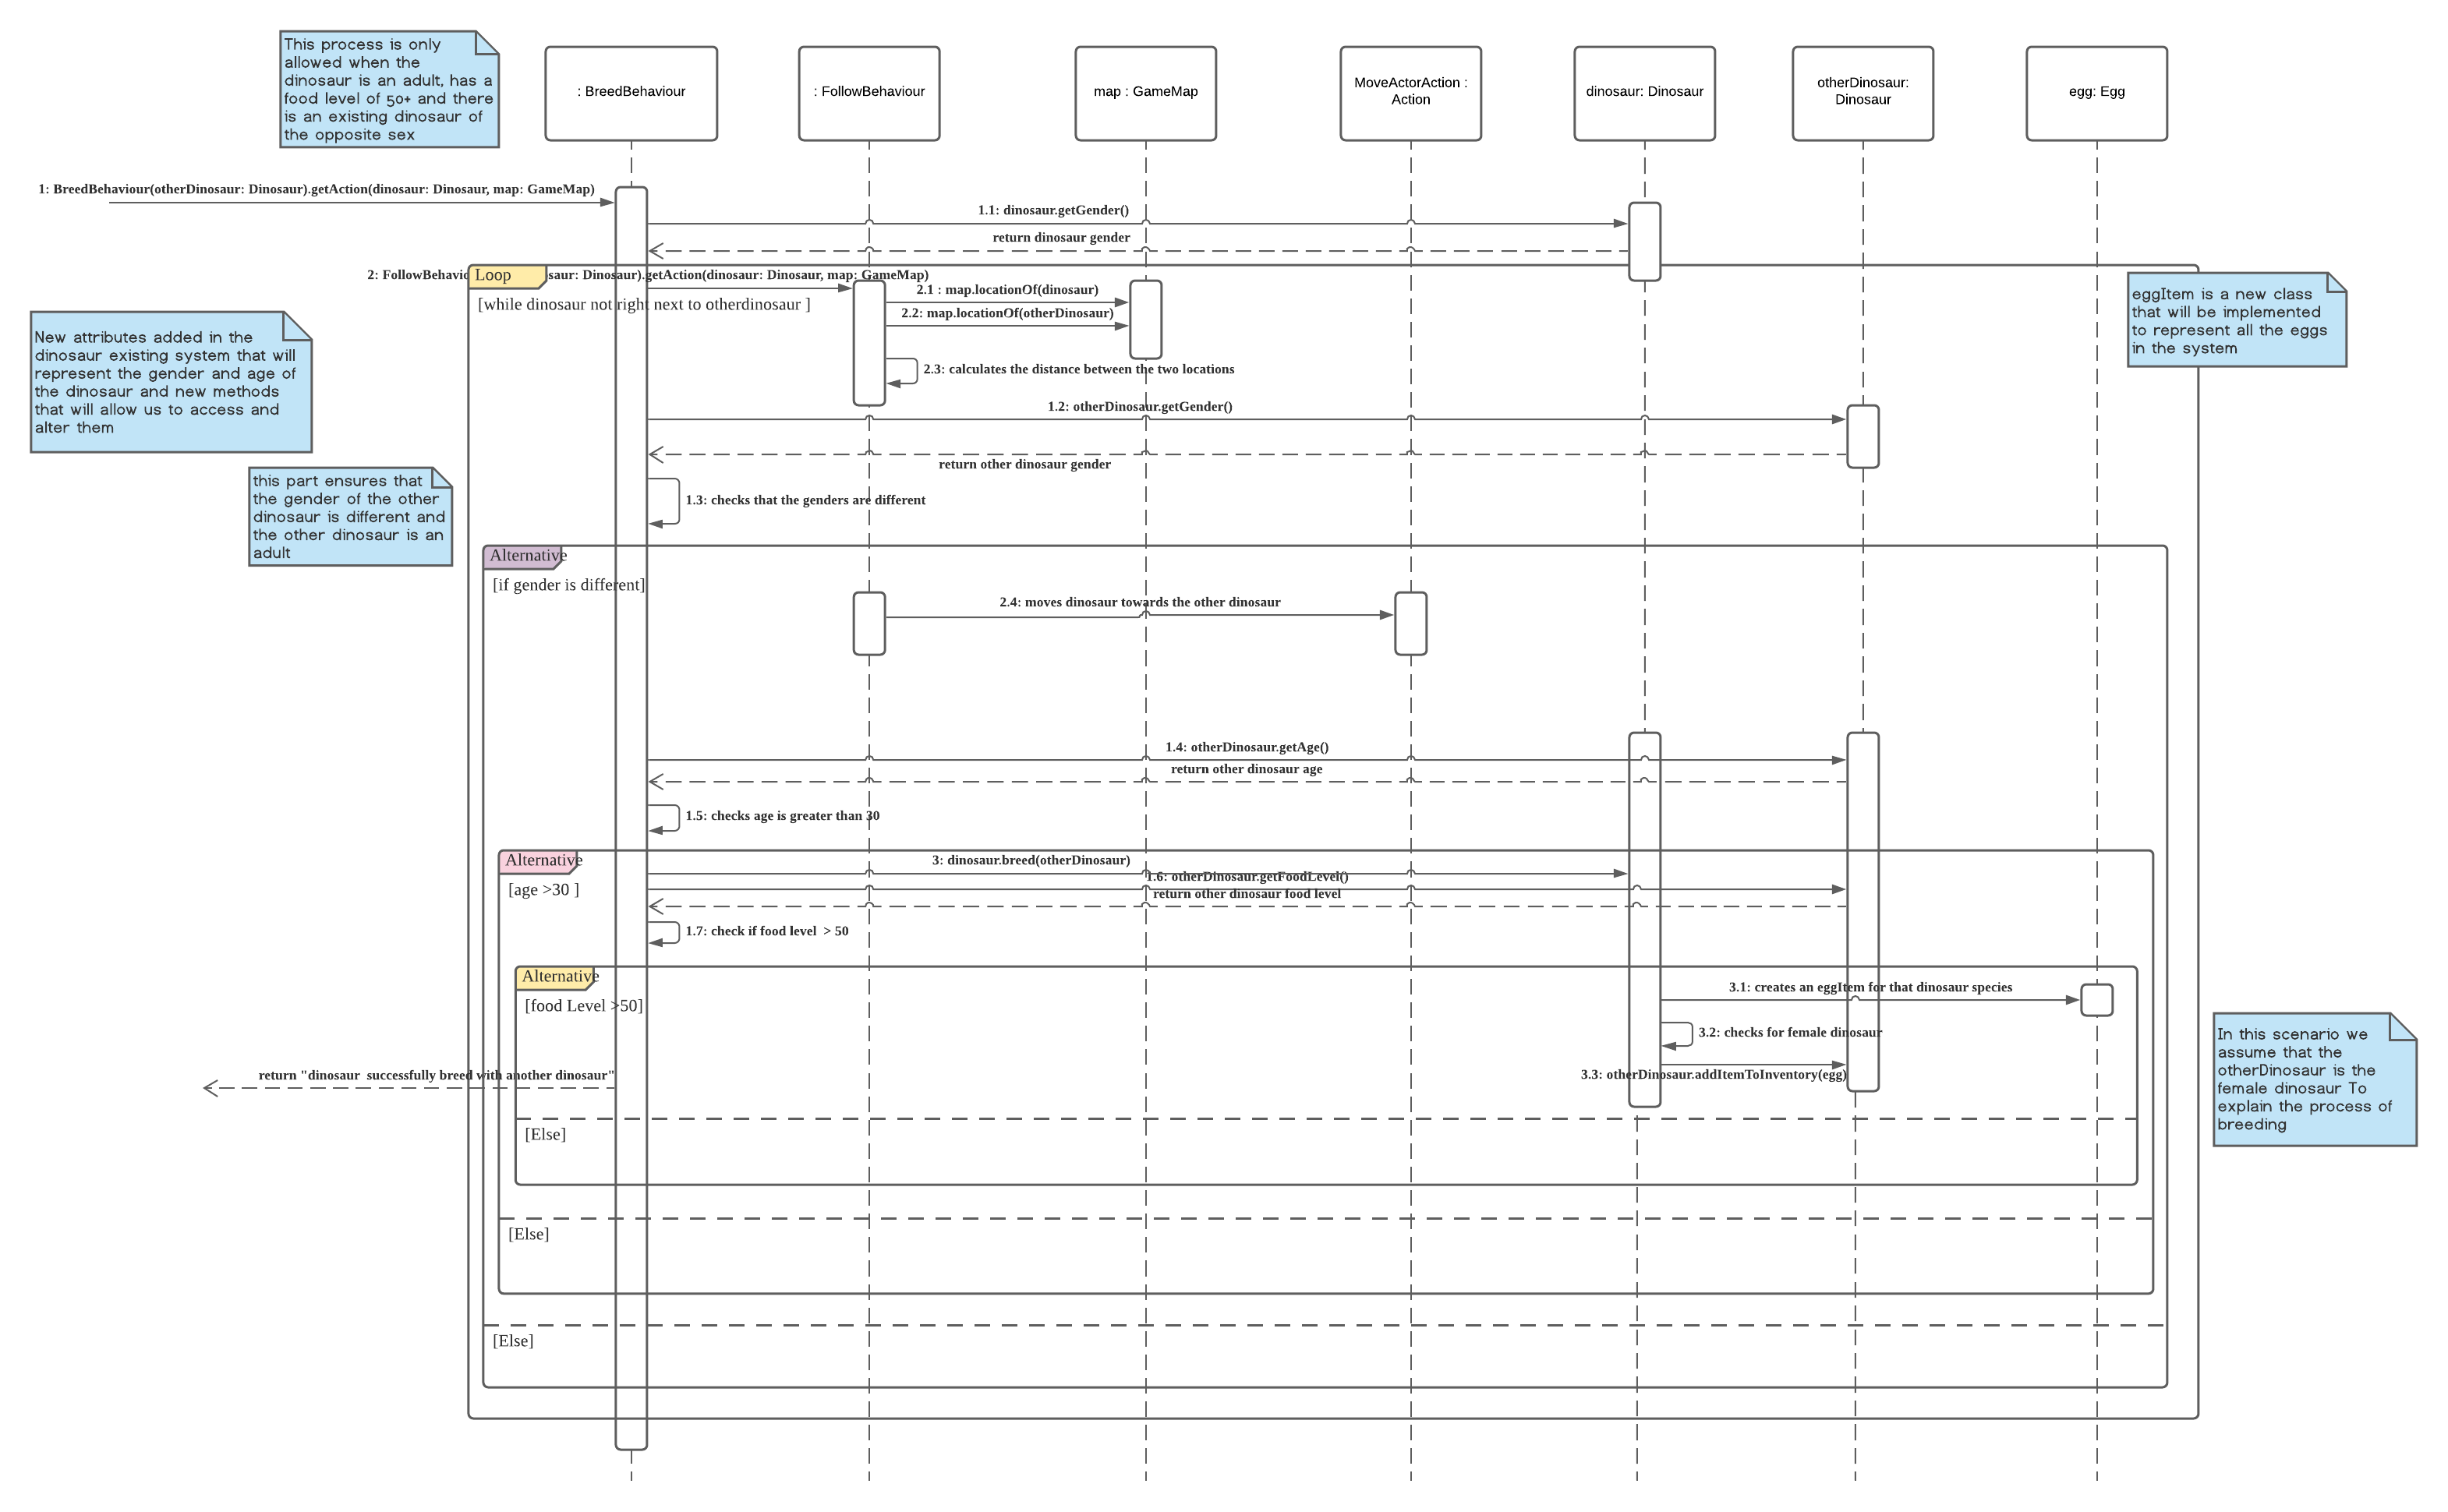 This process is only
allowed when the
dinosaur is an adult, has a
food level of 50+ and there
is an existing dinosaur of
the opposite sex
: BreedBehaviour
: FollowBehaviour
map : GameMap
MoveActorAction :
Action
dinosaur: Dinosaur
otherDinosaur:
Dinosaur
egg: Egg
1: BreedBehaviour(otherDinosaur: Dinosaur).getAction(dinosaur: Dinosaur, map: GameMap)
1.1: dinosaur.getGender()
return dinosaur gender
2: FollowBehavio
saur: Dinosaur).getAction(dinosaur: Dinosaur, map: GameMap)
Loop
[while dinosaur not right next to otherdinosaur ]
2.1 : map.locationOf(dinosaur)
2.2: map.locationOf(otherDinosaur)
2.3: calculates the distance between the two locations
eggItem is a new class
that will be implemented
to represent all the eggs
in the system
New attributes added in the
dinosaur existing system that will
represent the gender and age of
the dinosaur and new methods
that will allow us to access and
alter them
1.2: otherDinosaur.getGender()
return other dinosaur gender
1.3: checks that the genders are different
this part ensures that
the gender of the other
dinosaur is different and
the other dinosaur is an
adult
Alternative
[if gender is different]
2.4: moves dinosaur towards the other dinosaur
1.4: otherDinosaur.getAge()
return other dinosaur age
1.5: checks age is greater than 30
Alternative
[age >30 ]
3: dinosaur.breed(otherDinosaur)
1.6: otherDinosaur.getFoodLevel()
return other dinosaur food level
1.7: check if food level  > 50
Alternative
[food Level >50]
3.1: creates an eggItem for that dinosaur species
3.2: checks for female dinosaur
3.3: otherDinosaur.addItemToInventory(egg)
return "dinosaur  successfully breed with another dinosaur"
In this scenario we
assume that the
otherDinosaur is the
female dinosaur To
explain the process of
breeding
[Else]
[Else]
[Else]